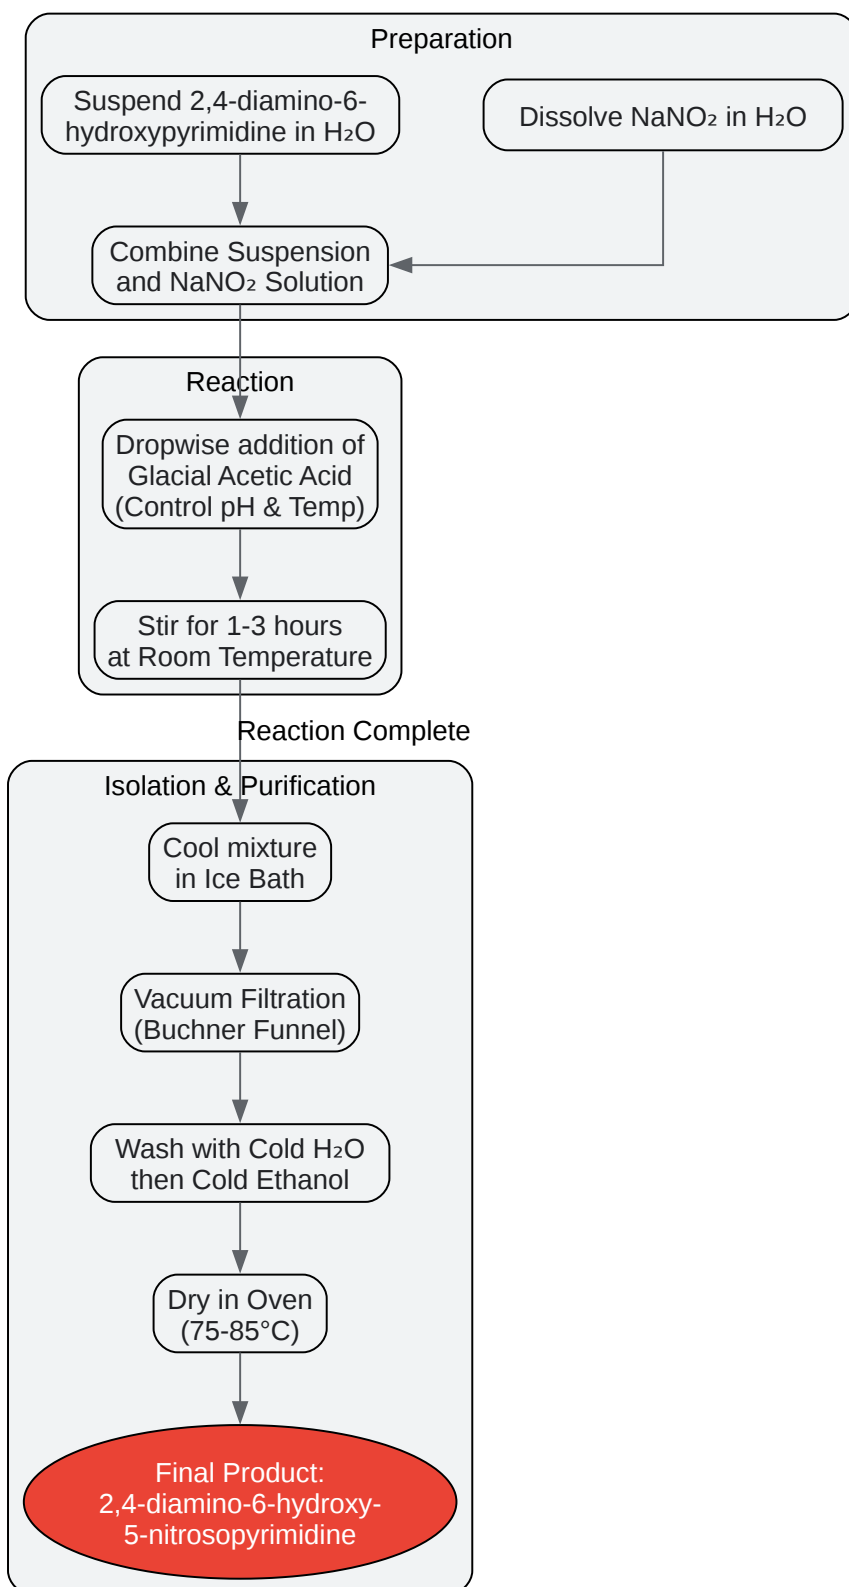 Preparation
Suspend 2,4-diamino-6-
hydroxypyrimidine in H₂O
Dissolve NaNO₂ in H₂O
Combine Suspension
and NaNO₂ Solution
Reaction
Dropwise addition of
Glacial Acetic Acid
(Control pH & Temp)
Stir for 1-3 hours
at Room Temperature
Reaction Complete
Isolation & Purification
Cool mixture
in Ice Bath
Vacuum Filtration
(Buchner Funnel)
Wash with Cold H₂O
then Cold Ethanol
Dry in Oven
(75-85°C)
Final Product:
2,4-diamino-6-hydroxy-
5-nitrosopyrimidine